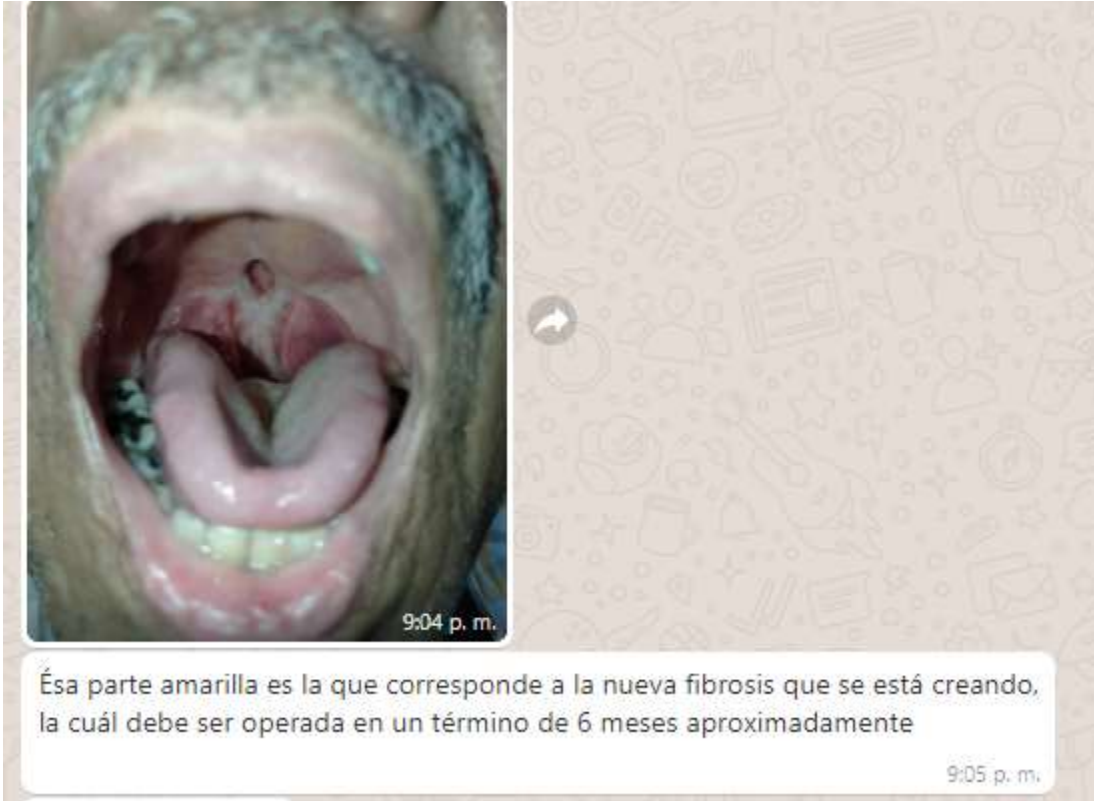 9:04 p. m.
Ésa parte amarilla es la que corresponde a la nueva fibrosis que se está creando,
la cuál debe ser operada en un término de 6 meses aproximadamente
9:05 p. m.